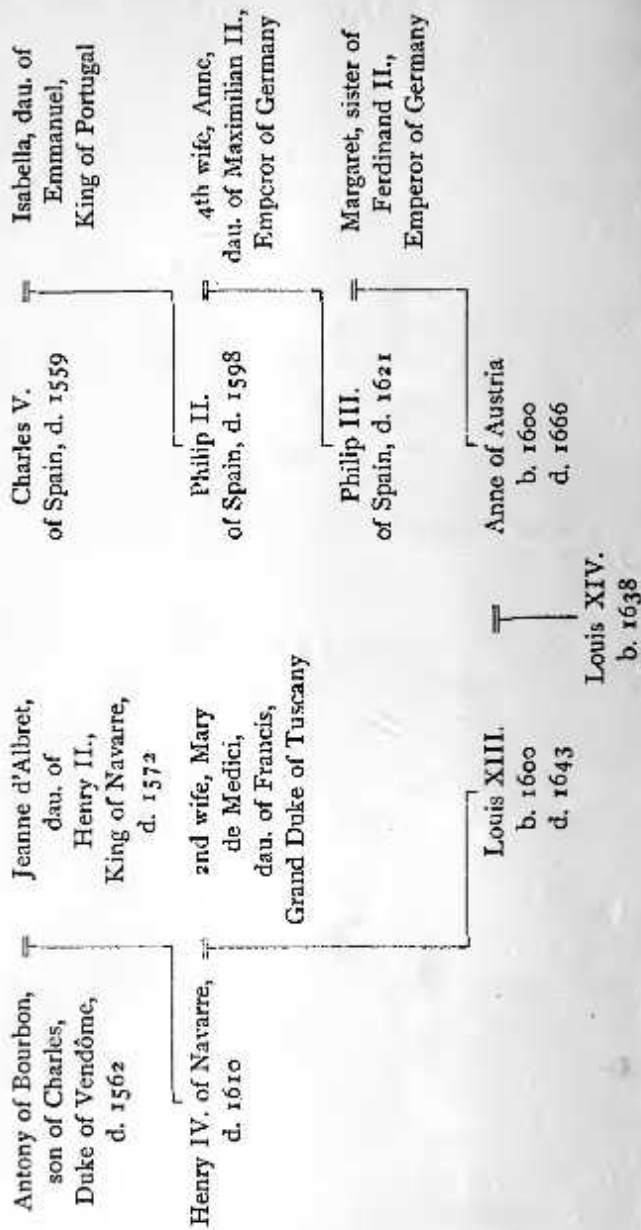 Antony of Bourbon,
son of Charles,
Duke of Vendôme,
d. 1562
Jeanne d'Albret,
dau. of
Henry II.,
King of Navarre,
d. 1572
Charles V.
of Spain, d. 1559
Isabella, dau. of
Emmanuel,
King of Portugal
Henry IV. of Navarre,
d. 1610
2nd wife, Mary
de Medici,
dau. of Francis,
Grand Duke of Tuscany
Philip II.
of Spain, d. 1598
4th wife, Anne,
dau. of Maximilian II.,
Emperor of Germany
Philip III.
of Spain, d. 1621
Margaret, sister of
Ferdinand II.,
Emperor of Germany
Louis XIII.
b. 1600
d. 1643
Anne of Austria
b. 1600
d. 1666
Louis XIV.
b. 1638